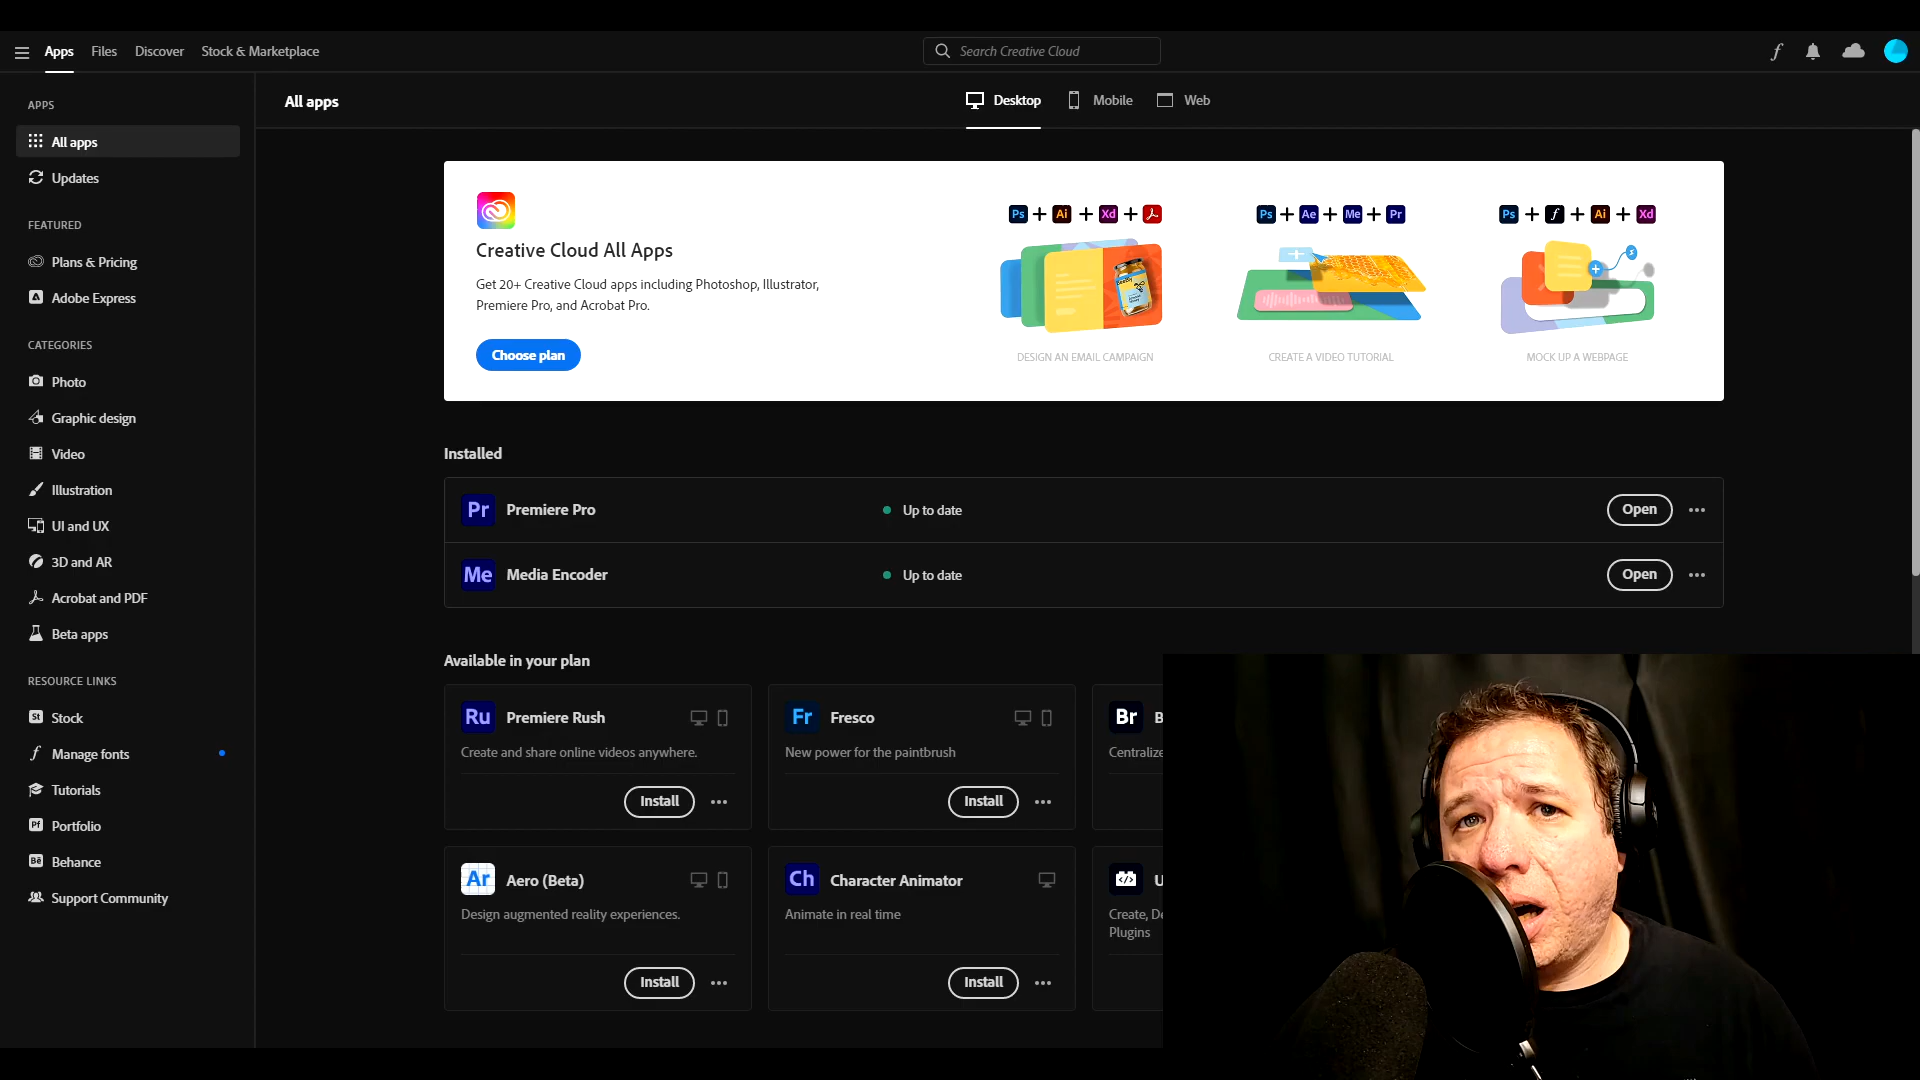 Apps
Files
Discover
Stock & Marketplace
Search Creative Cloud
APPS
All apps
Updates
FEATURED
Plans & Pricing
Adobe Express
CATEGORIES
Photo
Graphic design
Video
Illustration
UI and UX
3D and AR
Acrobat and PDF
Beta apps
RESOURCE LINKS
St Stock
Manage fonts
Tutorials
Pf Portfolio
Bē Behance
Support Community
All apps
Desktop
Mobile
Web
Creative Cloud All Apps
Get 20+ Creative Cloud apps including Photoshop, Illustrator,
Premiere Pro, and Acrobat Pro.
Choose plan
Ps + Ai + Xd +
DESIGN AN EMAIL CAMPAIGN
Ps + Ae + Me + Pr
CREATE A VIDEO TUTORIAL
Ps + f + Ai + Xd
MOCK UP A WEBPAGE
Installed
Pr Premiere Pro
Up to date
Open
Me Media Encoder
Up to date
Open
Available in your plan
Ru Premiere Rush
Create and share online videos anywhere.
Install
Fr Fresco
New power for the paintbrush
Install
Br B
Centralize
Ar Aero (Beta)
Design augmented reality experiences.
Install
Ch Character Animator
Animate in real time
Install
U
Create, De
Plugins